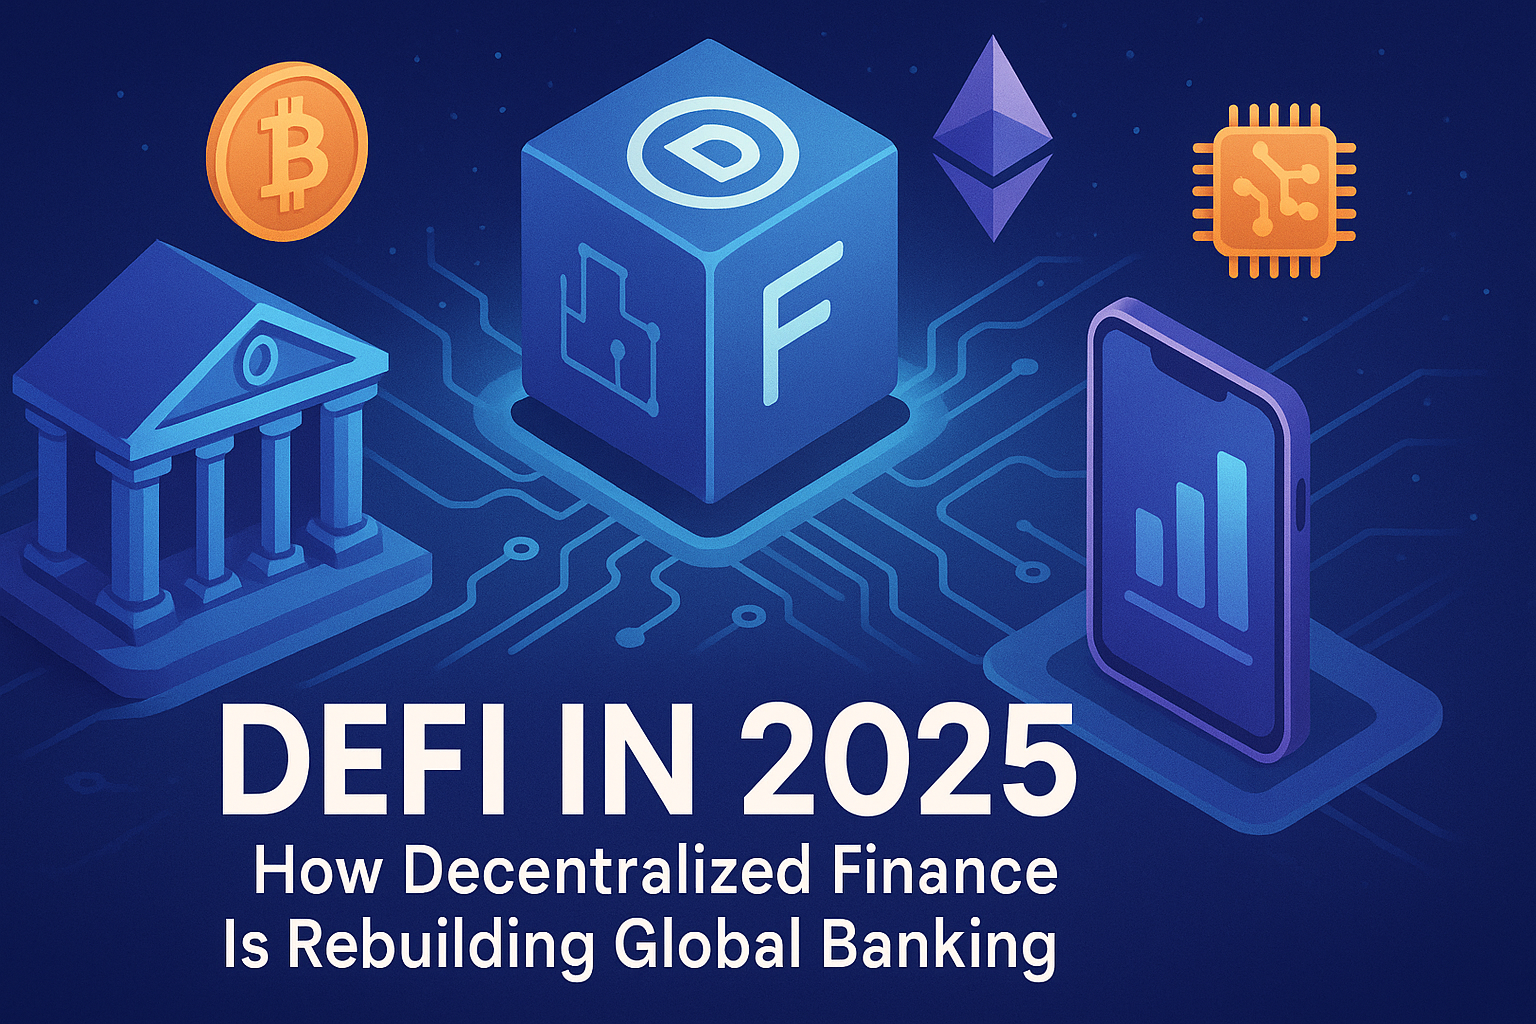 D
F
DEFI IN 2025
How Decentralized Finance
Is Rebuilding Global Banking